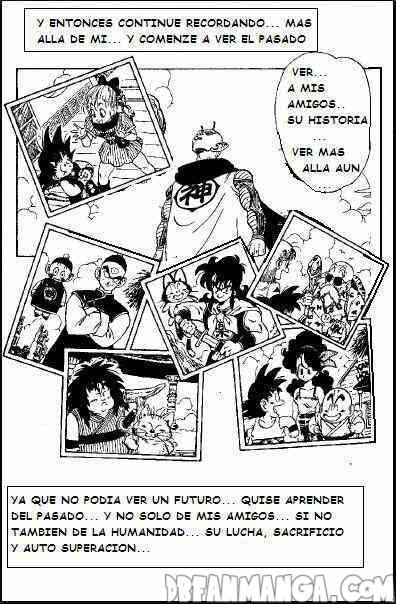 Y ENTONCES CONTINUE RECORDANDO... MAS
ALLA DE MI... Y COMENZE A VER EL PASADO
VER...
A MIS
AMIGOS..
SU HISTORIA
...
VER MAS
ALLA AUN
神
YA QUE NO PODIA VER UN FUTURO... QUISE APRENDER
DEL PASADO... Y NO SOLO DE MIS AMIGOS... SI NO
TAMBIEN DE LA HUMANIDAD... SU LUCHA, SACRIFICIO
Y AUTO SUPERACION...
DBFANMANGA.COM